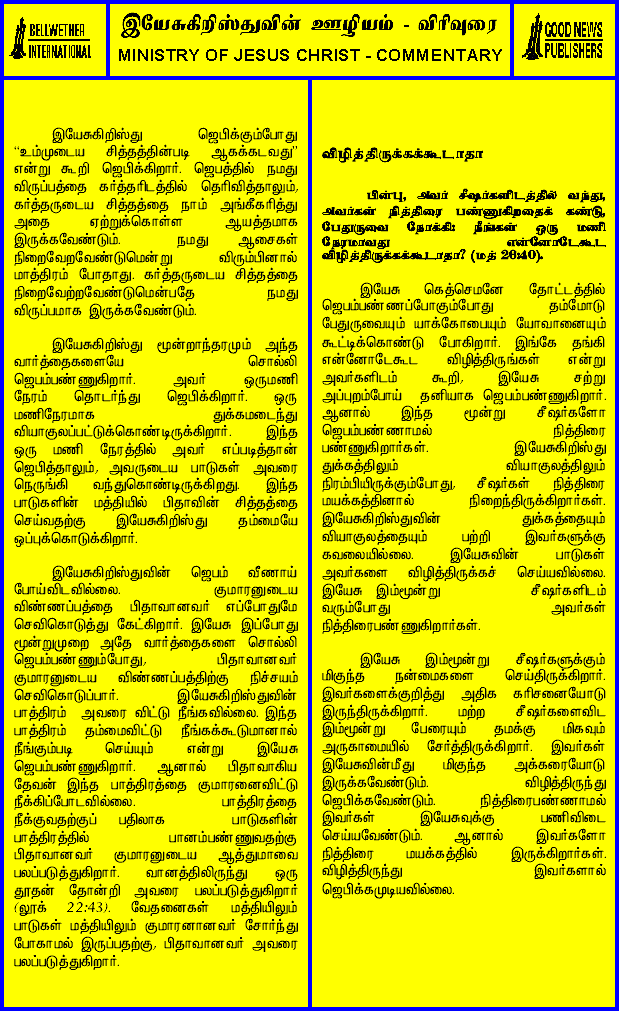 BELLWETHER
INTERNATIONAL
இயேசுகிறிஸ்துவின் ஊழியம் - விரிவுரை
MINISTRY OF JESUS CHRIST - COMMENTARY
GOOD NEWS
PUBLISHERS
இயேசுகிறிஸ்து ஜெபிக்கும்போது
“உம்முடைய சித்தத்தின்படி ஆகக்கடவது”
என்று கூறி ஜெபிக்கிறார். ஜெபத்தில் நமது
விருப்பத்தை கர்த்தரிடத்தில் தெரிவித்தாலும்,
கர்த்தருடைய சித்தத்தை நாம் அங்கீகரித்து
அதை ஏற்றுக்கொள்ள ஆயத்தமாக
இருக்கவேண்டும். நமது ஆசைகள்
நிறைவேறவேண்டுமென்று விரும்பினால்
மாத்திரம் போதாது. கர்த்தருடைய சித்தத்தை
நிறைவேற்றவேண்டுமென்பதே நமது
விருப்பமாக இருக்கவேண்டும்.
இயேசுகிறிஸ்து மூன்றாந்தரமும் அந்த
வார்த்தைகளையே சொல்லி
ஜெபம்பண்ணுகிறார். அவர் ஒருமணி
நேரம் தொடர்ந்து ஜெபிக்கிறார். ஒரு
மணிநேரமாக துக்கமடைந்து
வியாகுலப்பட்டுக்கொண்டிருக்கிறார். இந்த
ஒரு மணி நேரத்தில் அவர் எப்படித்தான்
ஜெபித்தாலும், அவருடைய பாடுகள் அவரை
நெருங்கி வந்துகொண்டிருக்கிறது. இந்த
பாடுகளின் மத்தியில் பிதாவின் சித்தத்தை
செய்வதற்கு இயேசுகிறிஸ்து தம்மையே
ஒப்புக்கொடுக்கிறார்.
இயேசுகிறிஸ்துவின் ஜெபம் வீணாய்
போய்விடவில்லை. குமாரனுடைய
விண்ணப்பத்தை பிதாவானவர் எப்போதுமே
செவிகொடுத்து கேட்கிறார். இயேசு இப்போது
மூன்றுமுறை அதே வார்த்தைகளை சொல்லி
ஜெபம்பண்ணும்போது, பிதாவானவர்
குமாரனுடைய விண்ணப்பத்திற்கு நிச்சயம்
செவிகொடுப்பார். இயேசுகிறிஸ்துவின்
பாத்திரம் அவரை விட்டு நீங்கவில்லை. இந்த
பாத்திரம் தம்மைவிட்டு நீங்கக்கூடுமானால்
நீங்கும்படி செய்யும் என்று இயேசு
ஜெபம்பண்ணுகிறார். ஆனால் பிதாவாகிய
தேவன் இந்த பாத்திரத்தை குமாரனைவிட்டு
நீக்கிப்போடவில்லை. பாத்திரத்தை
நீக்குவதற்குப் பதிலாக பாடுகளின்
பாத்திரத்தில் பானம்பண்ணுவதற்கு
பிதாவானவர் குமாரனுடைய ஆத்துமாவை
பலப்படுத்துகிறார். வானத்திலிருந்து ஒரு
தூதன் தோன்றி அவரை பலப்படுத்துகிறார்
(லூக் 22:43). வேதனைகள் மத்தியிலும்
பாடுகள் மத்தியிலும் குமாரனானவர் சோர்ந்து
போகாமல் இருப்பதற்கு, பிதாவானவர் அவரை
பலப்படுத்துகிறார்.
விழித்திருக்கக்கூடாதா
பின்பு, அவர் சீஷர்களிடத்தில் வந்து,
அவர்கள் நித்திரை பண்ணுகிறதைக் கண்டு,
பேதுருவை நோக்கி: நீங்கள் ஒரு மணி
நேரமாவது என்னோடேகூட
விழித்திருக்கக்கூடாதா? (மத் 26:40).
இயேசு கெத்செமனே தோட்டத்தில்
ஜெபம்பண்ணப்போகும்போது தம்மோடு
பேதுருவையும் யாக்கோபையும் யோவானையும்
கூட்டிக்கொண்டு போகிறார். இங்கே தங்கி
என்னோடேகூட விழித்திருங்கள் என்று
அவர்களிடம் கூறி, இயேசு சற்று
அப்புறம்போய் தனியாக ஜெபம்பண்ணுகிறார்.
ஆனால் இந்த மூன்று சீஷர்களோ
ஜெபம்பண்ணாமல் நித்திரை
பண்ணுகிறார்கள். இயேசுகிறிஸ்து
துக்கத்திலும் வியாகுலத்திலும்
நிரம்பியிருக்கும்போது, சீஷர்கள் நித்திரை
மயக்கத்தினால் நிறைந்திருக்கிறார்கள்.
இயேசுகிறிஸ்துவின் துக்கத்தையும்
வியாகுலத்தையும் பற்றி இவர்களுக்கு
கவலையில்லை. இயேசுவின் பாடுகள்
அவர்களை விழித்திருக்கச் செய்யவில்லை.
இயேசு இம்மூன்று சீஷர்களிடம்
வரும்போது அவர்கள்
நித்திரைபண்ணுகிறார்கள்.
இயேசு இம்மூன்று சீஷர்களுக்கும்
மிகுந்த நன்மைகளை செய்திருக்கிறார்.
இவர்களைக்குறித்து அதிக கரிசனையோடு
இருந்திருக்கிறார். மற்ற சீஷர்களைவிட
இம்மூன்று பேரையும் தமக்கு மிகவும்
அருகாமையில் சேர்த்திருக்கிறார். இவர்கள்
இயேசுவின்மீது மிகுந்த அக்கரையோடு
இருக்கவேண்டும். விழித்திருந்து
ஜெபிக்கவேண்டும். நித்திரைபண்ணாமல்
இவர்கள் இயேசுவுக்கு பணிவிடை
செய்யவேண்டும். ஆனால் இவர்களோ
நித்திரை மயக்கத்தில் இருக்கிறார்கள்.
விழித்திருந்து இவர்களால்
ஜெபிக்கமுடியவில்லை.